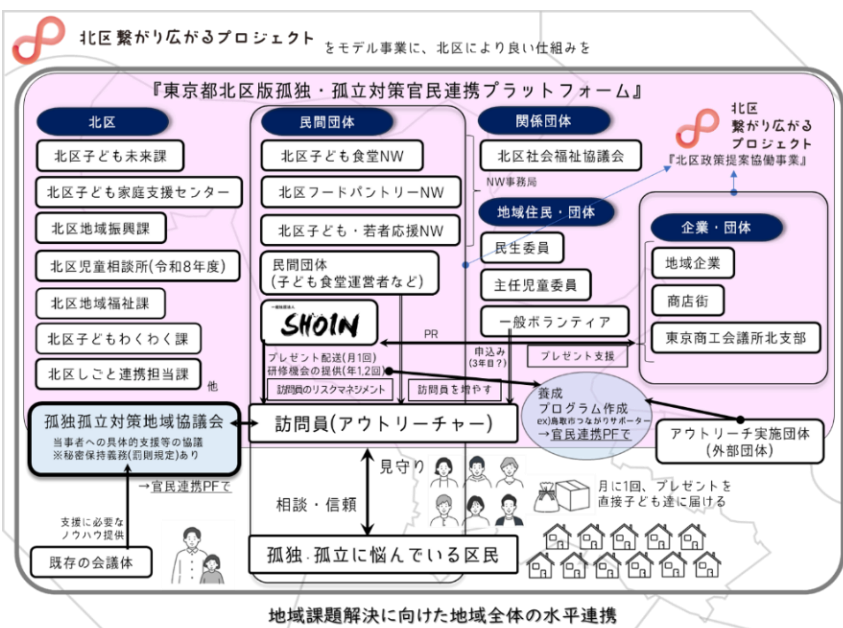 北区繋がり広がるプロジェクト をモデル事業に、北区により良い仕組みを
『東京都北区版孤独・孤立対策官民連携プラットフォーム』
北区
北区子ども未来課
北区子ども家庭支援センター
北区地域振興課
北区児童相談所(令和8年度)
北区地域福祉課
北区子どもわくわく課
北区しごと連携担当課
他
民間団体
北区子ども食堂NW
北区フードパントリーNW
北区子ども・若者応援NW
民間団体
(子ども食堂運営者など)
一般社団法人
SHOIN
プレゼント配送(月1回)
研修機会の提供(年1,2回)
訪問員のリスクマネジメント
訪問員を増やす
関係団体
北区社会福祉協議会
NW事務局
地域住民・団体
民生委員
主任児童委員
一般ボランティア
PR
申込み
(3年目?)
プレゼント支援
北区
繋がり広がる
プロジェクト
『北区政策提案協働事業』
企業・団体
地域企業
商店街
東京商工会議所北支部
孤独孤立対策地域協議会
当事者への具体的支援等の協議
※秘密保持義務(罰則規定)あり
→官民連携PFで
訪問員(アウトリーチャー)
養成
プログラム作成
ex)鳥取市つながりサポーター
→官民連携PFで
アウトリーチ実施団体
(外部団体)
支援に必要な
ノウハウ提供
既存の会議体
見守り
相談・信頼
孤独・孤立に悩んでいる区民
月に1回、プレゼントを
直接子ども達に届ける
地域課題解決に向けた地域全体の水平連携